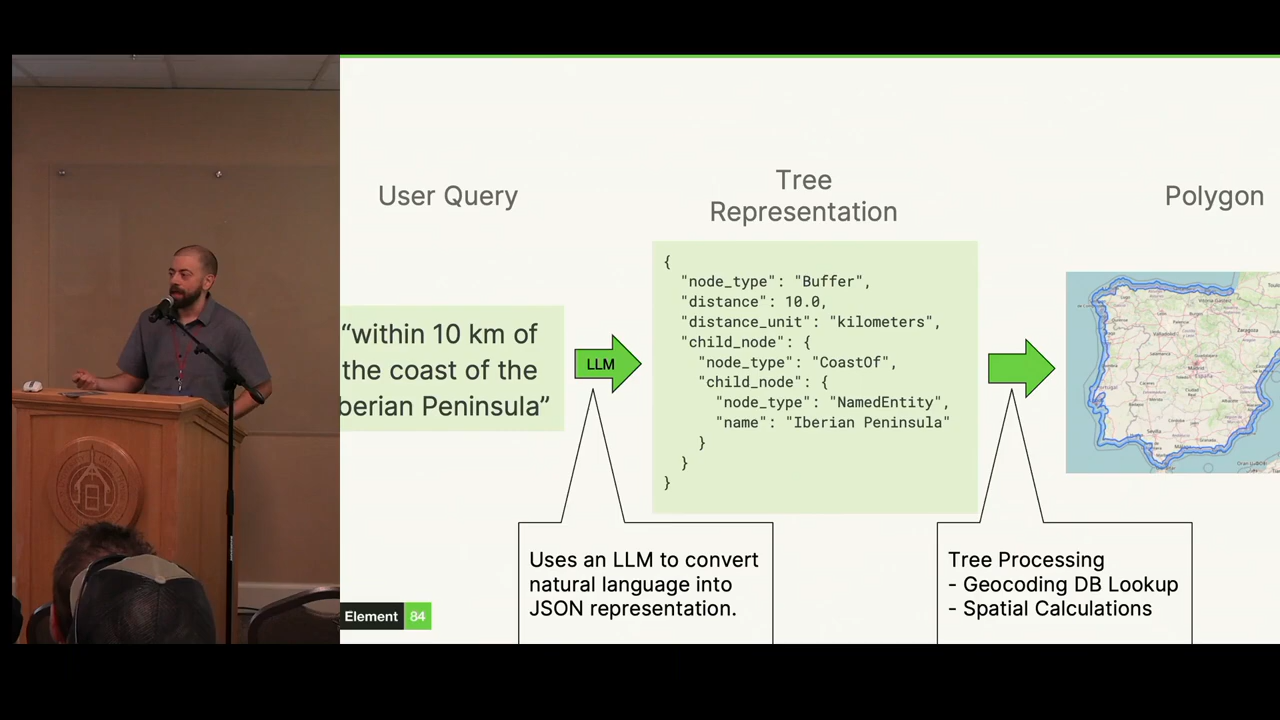 User Query
Tree
Representation
Polygon
“within 10 km of
the coast of the
berian Peninsula”
LLM
{
"node_type": "Buffer",
"distance": 10.0,
"distance_unit": "kilometers",
"child_node": {
"node_type": "CoastOf",
"child_node": {
"node_type": "NamedEntity",
"name": "Iberian Peninsula"
}
}
}
Uses an LLM to convert
natural language into
JSON representation.
Tree Processing
- Geocoding DB Lookup
- Spatial Calculations
Element 84